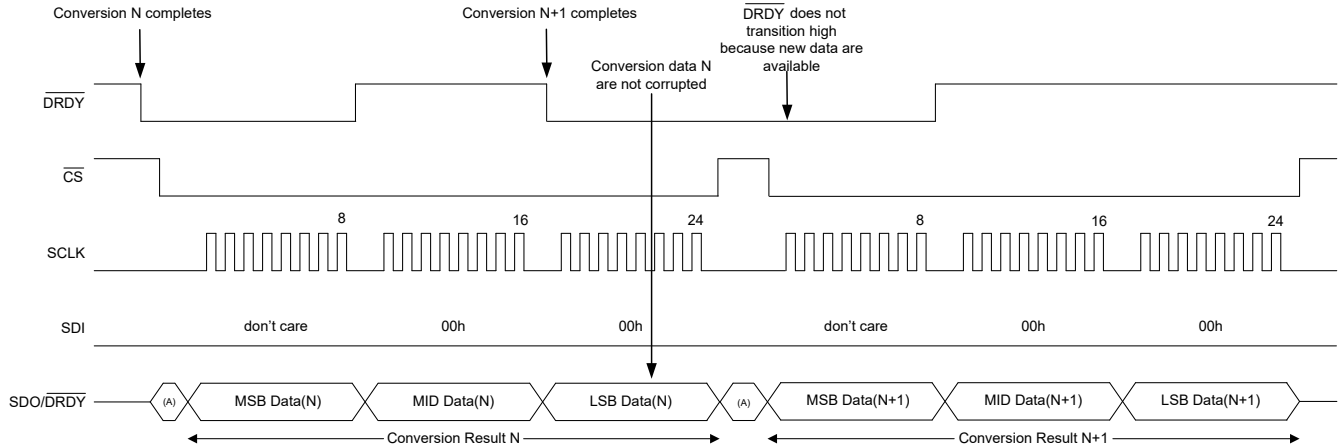 Conversion N completes
Conversion N+1 completes
DRDY does not
transition high
because new data are
available
Conversion data N
are not corrupted
DRDY
CS
SCLK
8
16
24
8
16
24
SDI
don't care
00h
00h
don't care
00h
00h
SDO/DRDY
(A)
MSB Data(N)
MID Data(N)
LSB Data(N)
(A)
MSB Data(N+1)
MID Data(N+1)
LSB Data(N+1)
Conversion Result N
Conversion Result N+1